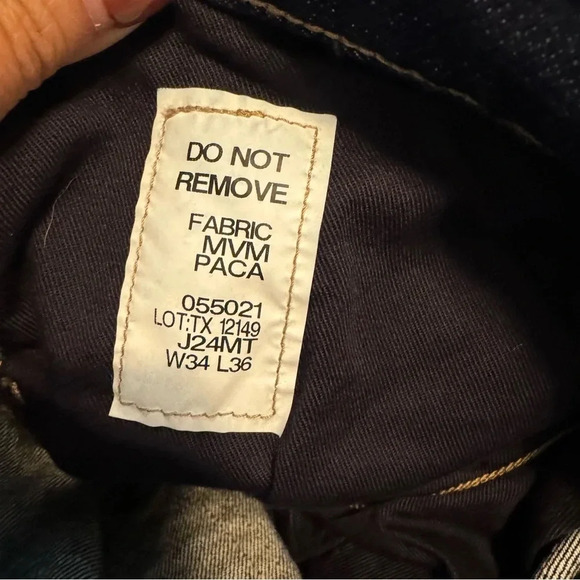 DO NOT
REMOVE
FABRIC
MVM
PACA
055021
LOT:TX 12149
J24MT
W34 L36